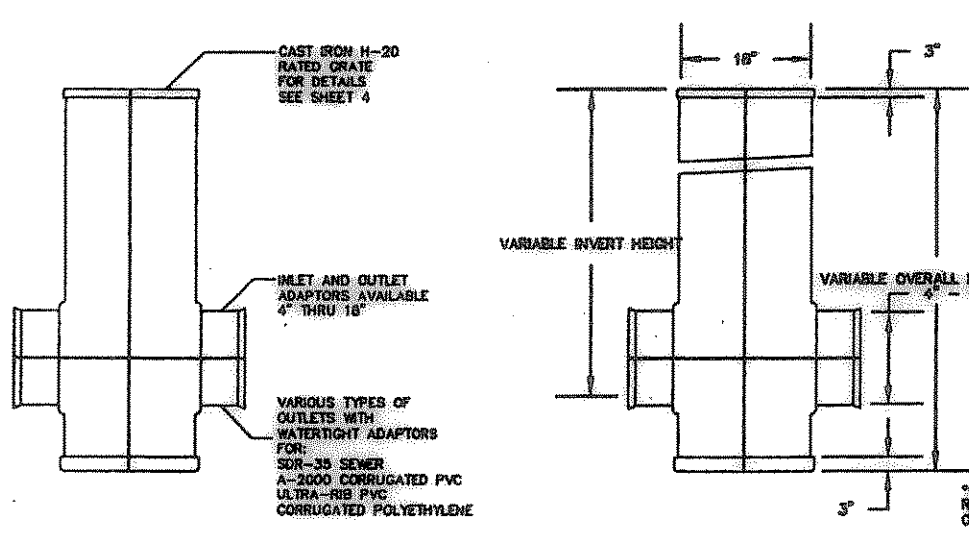 CAST IRON H-20
RATED GRATE
FOR DETAILS
SEE SHEET 4
INLET AND OUTLET
ADAPTORS AVAILABLE
4" THRU 18"
VARIOUS TYPES OF
OUTLETS WITH
WATERTIGHT ADAPTORS
FOR:
SDR-35 SEWER
A-2000 CORRUGATED PVC
ULTRA-RIB PVC
CORRUGATED POLYETHYLENE
18"
3"
VARIABLE INVERT HEIGHT
VARIABLE OVERALL
4" -
3"